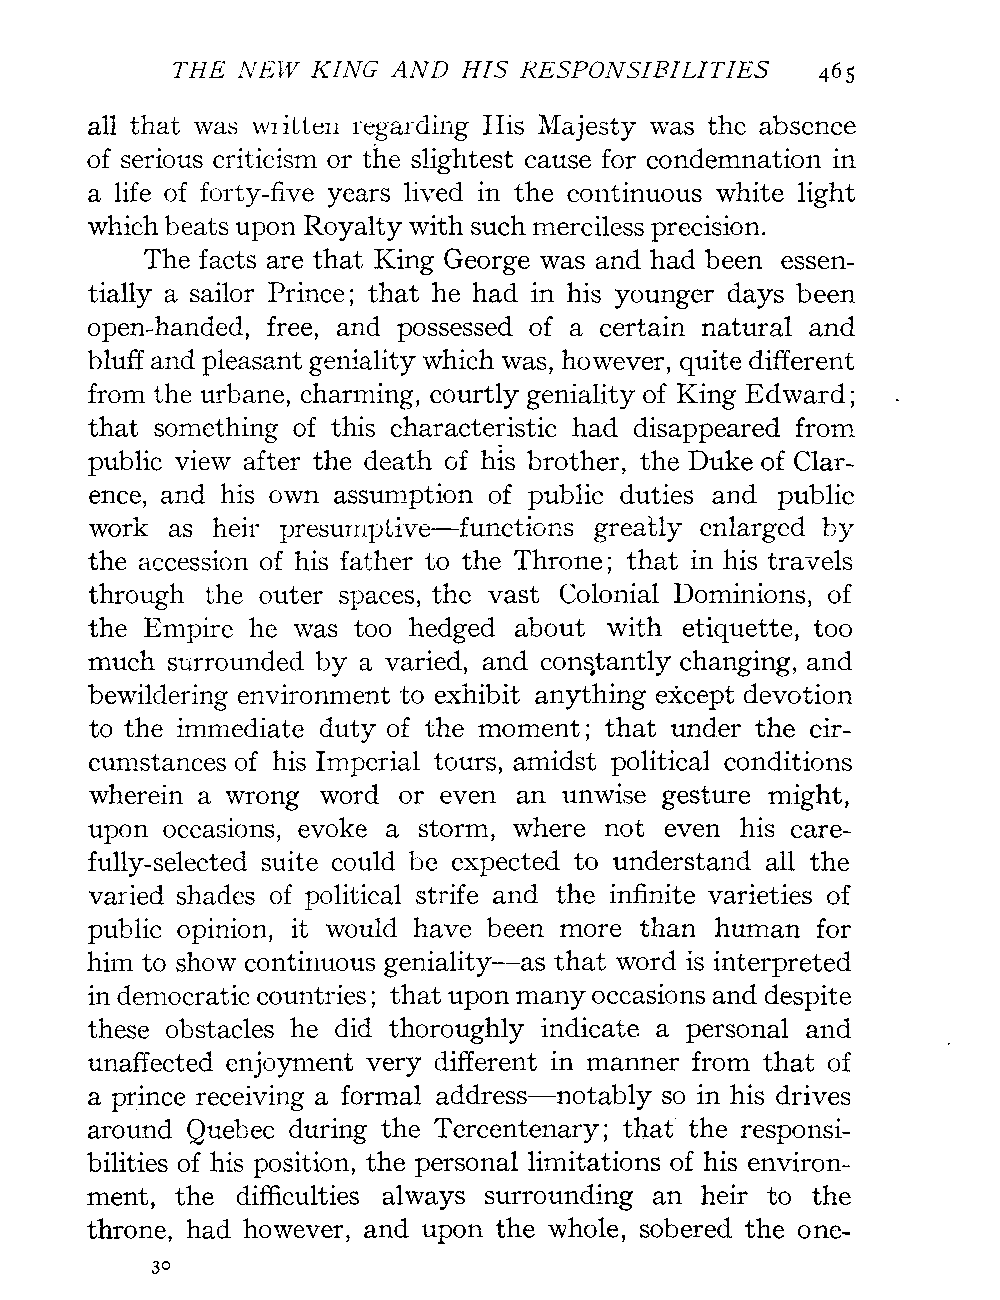 THE NEW KING AND HIS RESPONSIBILITIES 465
all that was written regarding His Majesty was the absence
of serious criticism or the slightest cause for condemnation in
a life of forty-five years lived in the continuous white light
which beats upon Royalty with such merciless precision.
The facts are that King George was and had been essen-
tially a sailor Prince; that he had in his younger days been
open-handed, free, and possessed of a certain natural and
bluff and pleasant geniality which was, however, quite different
from the urbane, charming, courtly geniality of King Edward;
that something of this characteristic had disappeared from
public view after the death of his brother, the Duke of Clar-
ence, and his own assumption of public duties and public
work as heir presumptive—functions greatly enlarged by
the accession of his father to the Throne; that in his travels
through the outer spaces, the vast Colonial Dominions, of
the Empire he was too hedged about with etiquette, too
much surrounded by a varied, and constantly changing, and
bewildering environment to exhibit anything except devotion
to the immediate duty of the moment; that under the cir-
cumstances of his Imperial tours, amidst political conditions
wherein a wrong word or even an unwise gesture might,
upon occasions, evoke a storm, where not even his care-
fully-selected suite could be expected to understand all the
varied shades of political strife and the infinite varieties of
public opinion, it would have been more than human for
him to show continuous geniality—as that word is interpreted
in democratic countries; that upon many occasions and despite
these obstacles he did thoroughly indicate a personal and
unaffected enjoyment very different in manner from that of
a prince receiving a formal address—notably so in his drives
around Quebec during the Tercentenary; that the responsi-
bilities of his position, the personal limitations of his environ-
ment, the difficulties always surrounding an heir to the
throne, had however, and upon the whole, sobered the one-
30